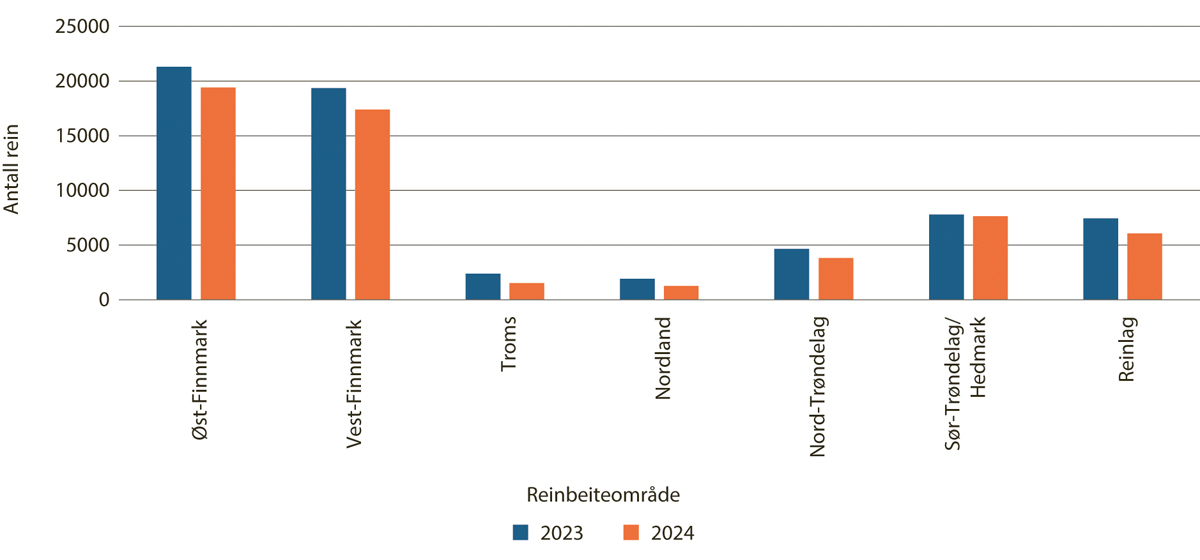 25000
20000
15000
10000
5000
0
Antall rein
Øst-Finnmark
Vest-Finnmark
Troms
Nordland
Nord-Trøndelag
Sør-Trøndelag/
Hedmark
Reinlag
Reinbeiteområde
2023
2024